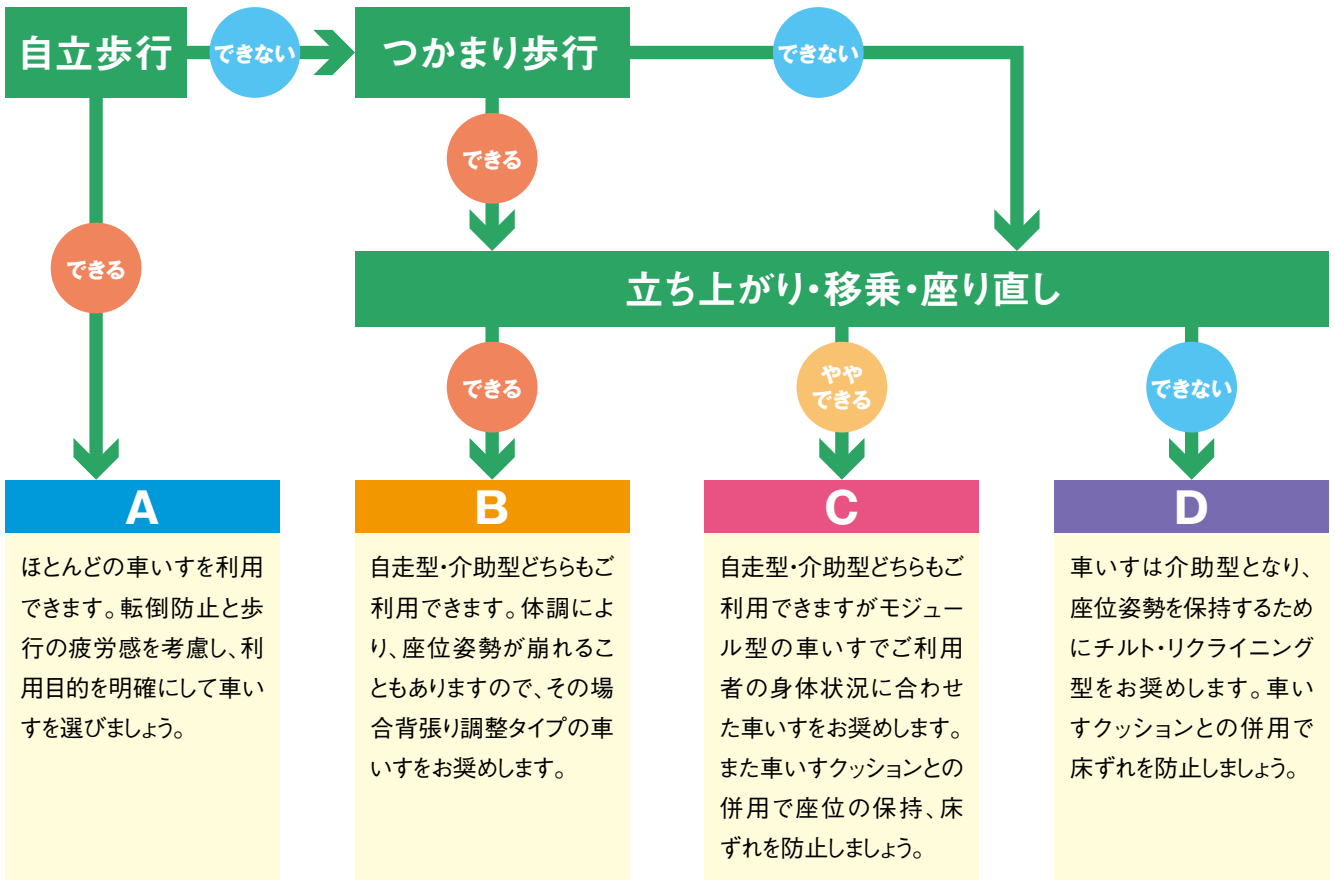 自立歩行
できない
つかまり歩行
できない
できる
できる
立ち上がり・移乗・座り直し
できる
やや
できる
できない
A
ほとんどの車いすを利用
できます。転倒防止と歩
行の疲労感を考慮し、利
用目的を明確にして車い
すを選びましょう。
B
自走型・介助型どちらもご
利用できます。体調によ
り、座位姿勢が崩れるこ
ともありますので、その場
合背張り調整タイプの車
いすをお奨めします。
C
自走型・介助型どちらもご
利用できますがモジュー
ル型の車いすでご利用
者の身体状況に合わせ
た車いすをお奨めします。
また車いすクッションとの
併用で座位の保持、床
ずれを防止しましょう。
D
車いすは介助型となり、
座位姿勢を保持するため
にチルト・リクライニング
型をお奨めします。車い
すクッションとの併用で
床ずれを防止しましょう。